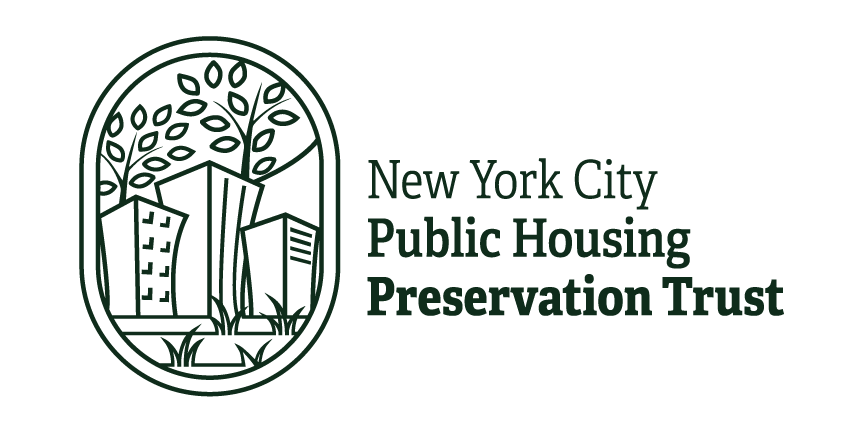 New York City
Public Housing
Preservation Trust